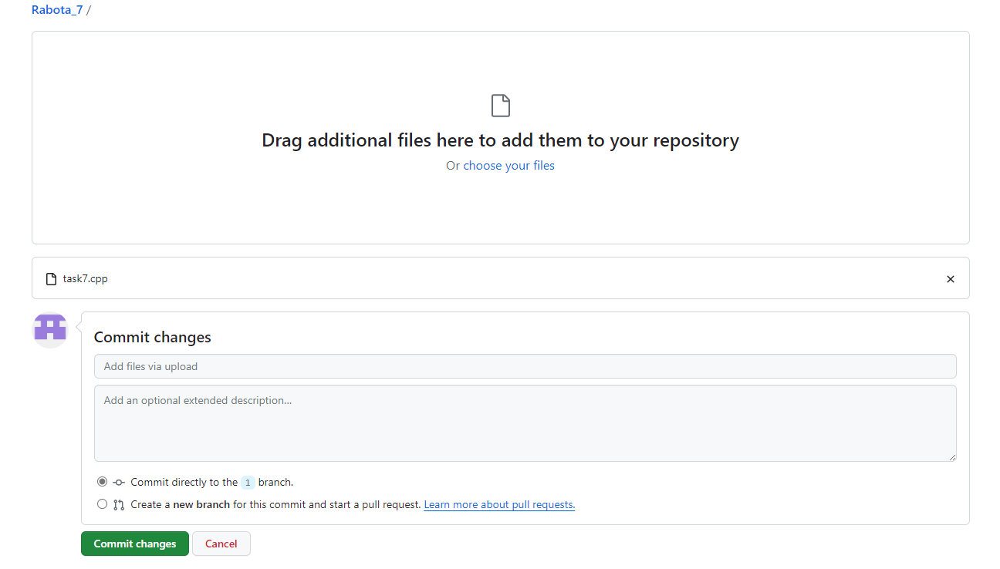 Rabota_7 /
Drag additional files here to add them to your repository
Or choose your files
task7.cpp
Commit changes
Add files via upload
Add an optional extended description...
Commit directly to the 1 branch.
Create a new branch for this commit and start a pull request. Learn more about pull requests.
Commit changes Cancel